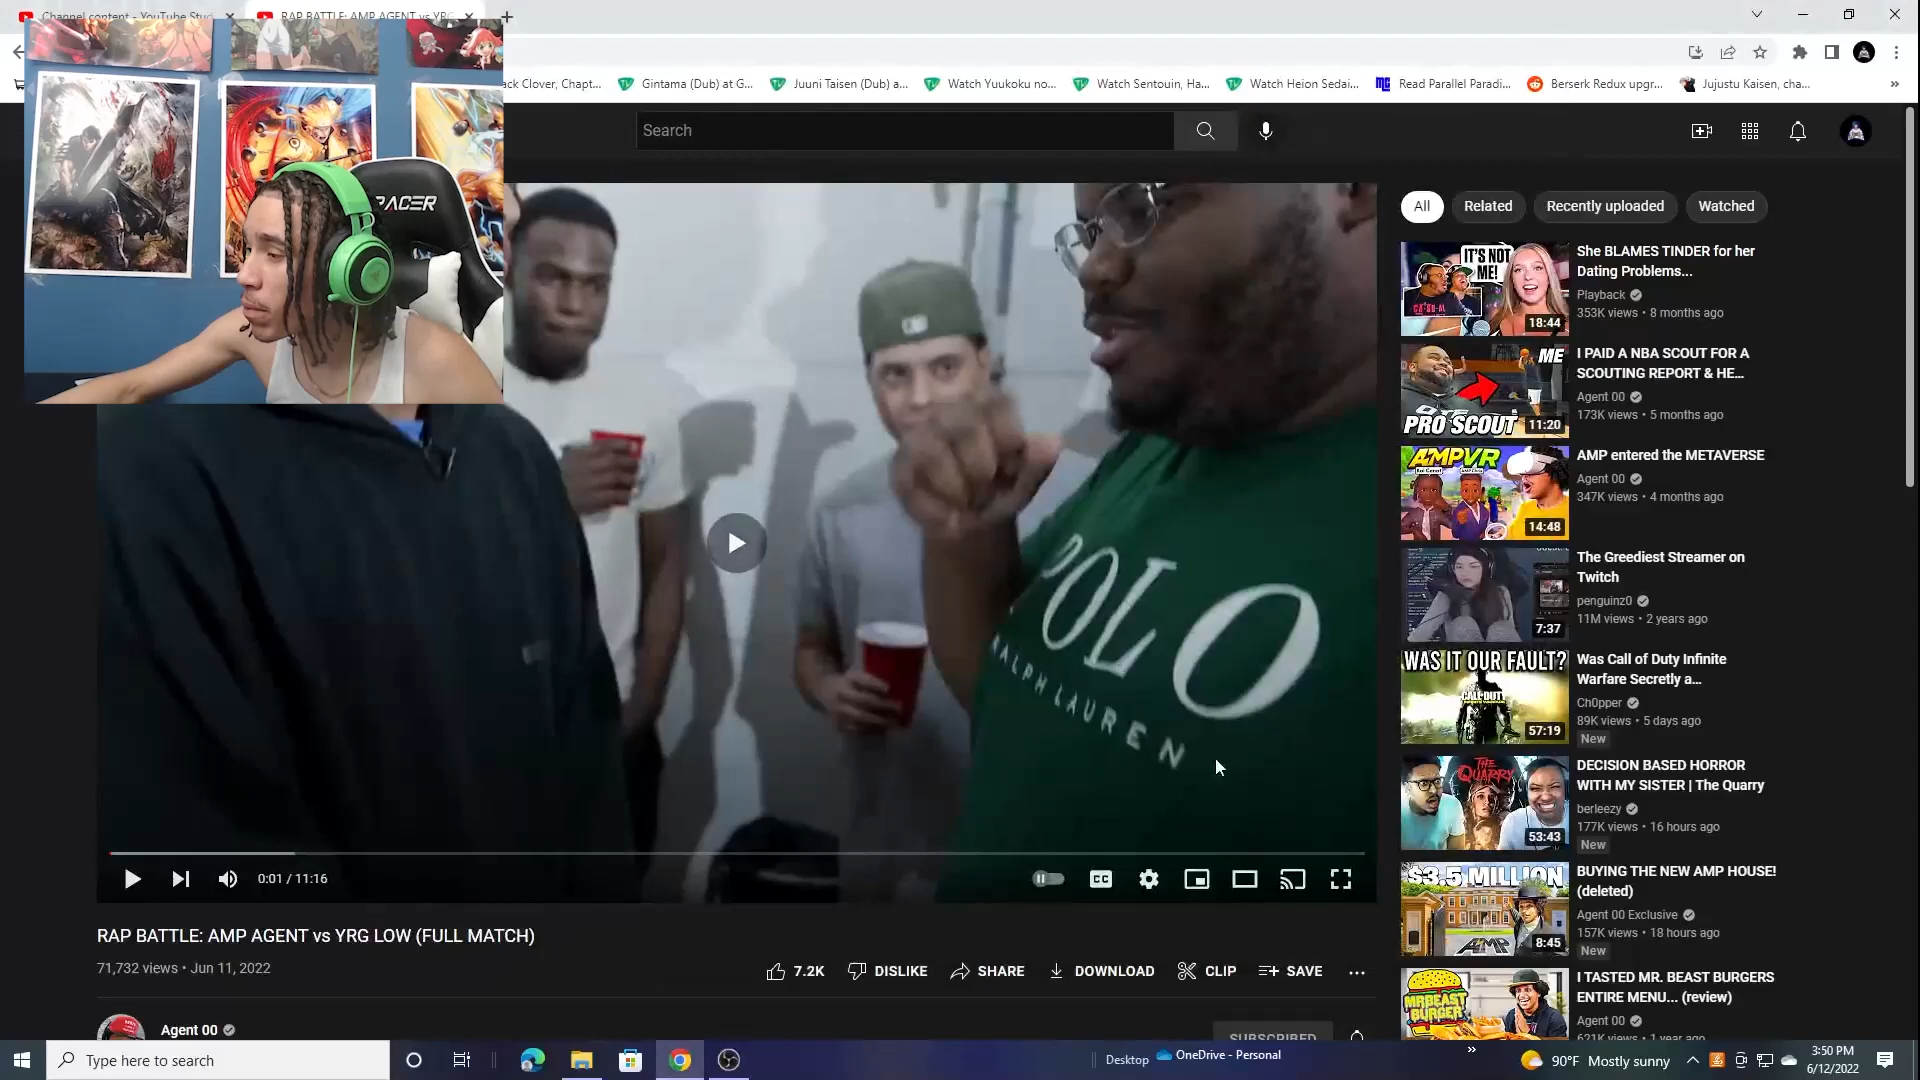 Channel content - YouTube Stud
RAP BATTLE: AMP AGENT vs YRG
ack Clover, Chapt...
Gintama (Dub) at G...
Juuni Taisen (Dub) a...
Watch Yuukoku no...
Watch Sentouin, Ha...
Watch Heion Sedai...
Read Parallel Paradi...
Berserk Redux upgr...
Jujustu Kaisen, cha...
»
Search
PACER
All
Related
Recently uploaded
Watched
IT'S NOT ME!
18:44
She BLAMES TINDER for her
Dating Problems...
Playback
353K views • 8 months ago
ME
PRO SCOUT
11:20
I PAID A NBA SCOUT FOR A
SCOUTING REPORT & HE...
Agent 00
173K views • 5 months ago
AMPVR
14:48
AMP entered the METAVERSE
Agent 00
347K views • 4 months ago
7:37
The Greediest Streamer on
Twitch
penguinz0
11M views • 2 years ago
WAS IT OUR FAULT?
CALL DUTY
57:19
Was Call of Duty Infinite
Warfare Secretly a...
Ch0pper
89K views • 5 days ago
New
THE QUARRY
53:43
DECISION BASED HORROR
WITH MY SISTER | The Quarry
berleezy
177K views • 16 hours ago
New
$3.5 MILLION
AMP
8:45
BUYING THE NEW AMP HOUSE!
(deleted)
Agent 00 Exclusive
157K views • 18 hours ago
New
MRBEAST BURGER
I TASTED MR. BEAST BURGERS
ENTIRE MENU... (review)
Agent 00
621K views • 1 year ago
POLO
RALPH LAUREN
0:01 / 11:16
CC
RAP BATTLE: AMP AGENT vs YRG LOW (FULL MATCH)
71,732 views • Jun 11, 2022
7.2K
DISLIKE
SHARE
DOWNLOAD
CLIP
SAVE
...
Agent 00
SUBSCRIBED
Type here to search
Desktop
OneDrive - Personal
»
90°F Mostly sunny
3:50 PM
6/12/2022